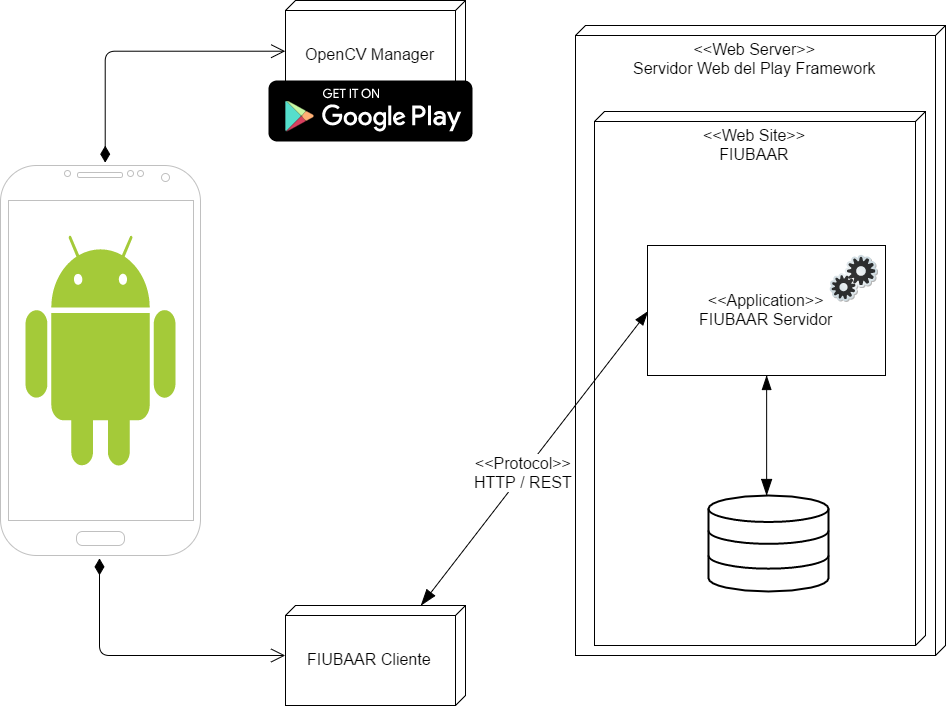 OpenCV Manager
GET IT ON
Google Play
<<Web Server>>
Servidor Web del Play Framework
<<Web Site>>
FIUBAAR
<<Application>>
FIUBAAR Servidor
<<Protocol>>
HTTP / REST
FIUBAAR Cliente